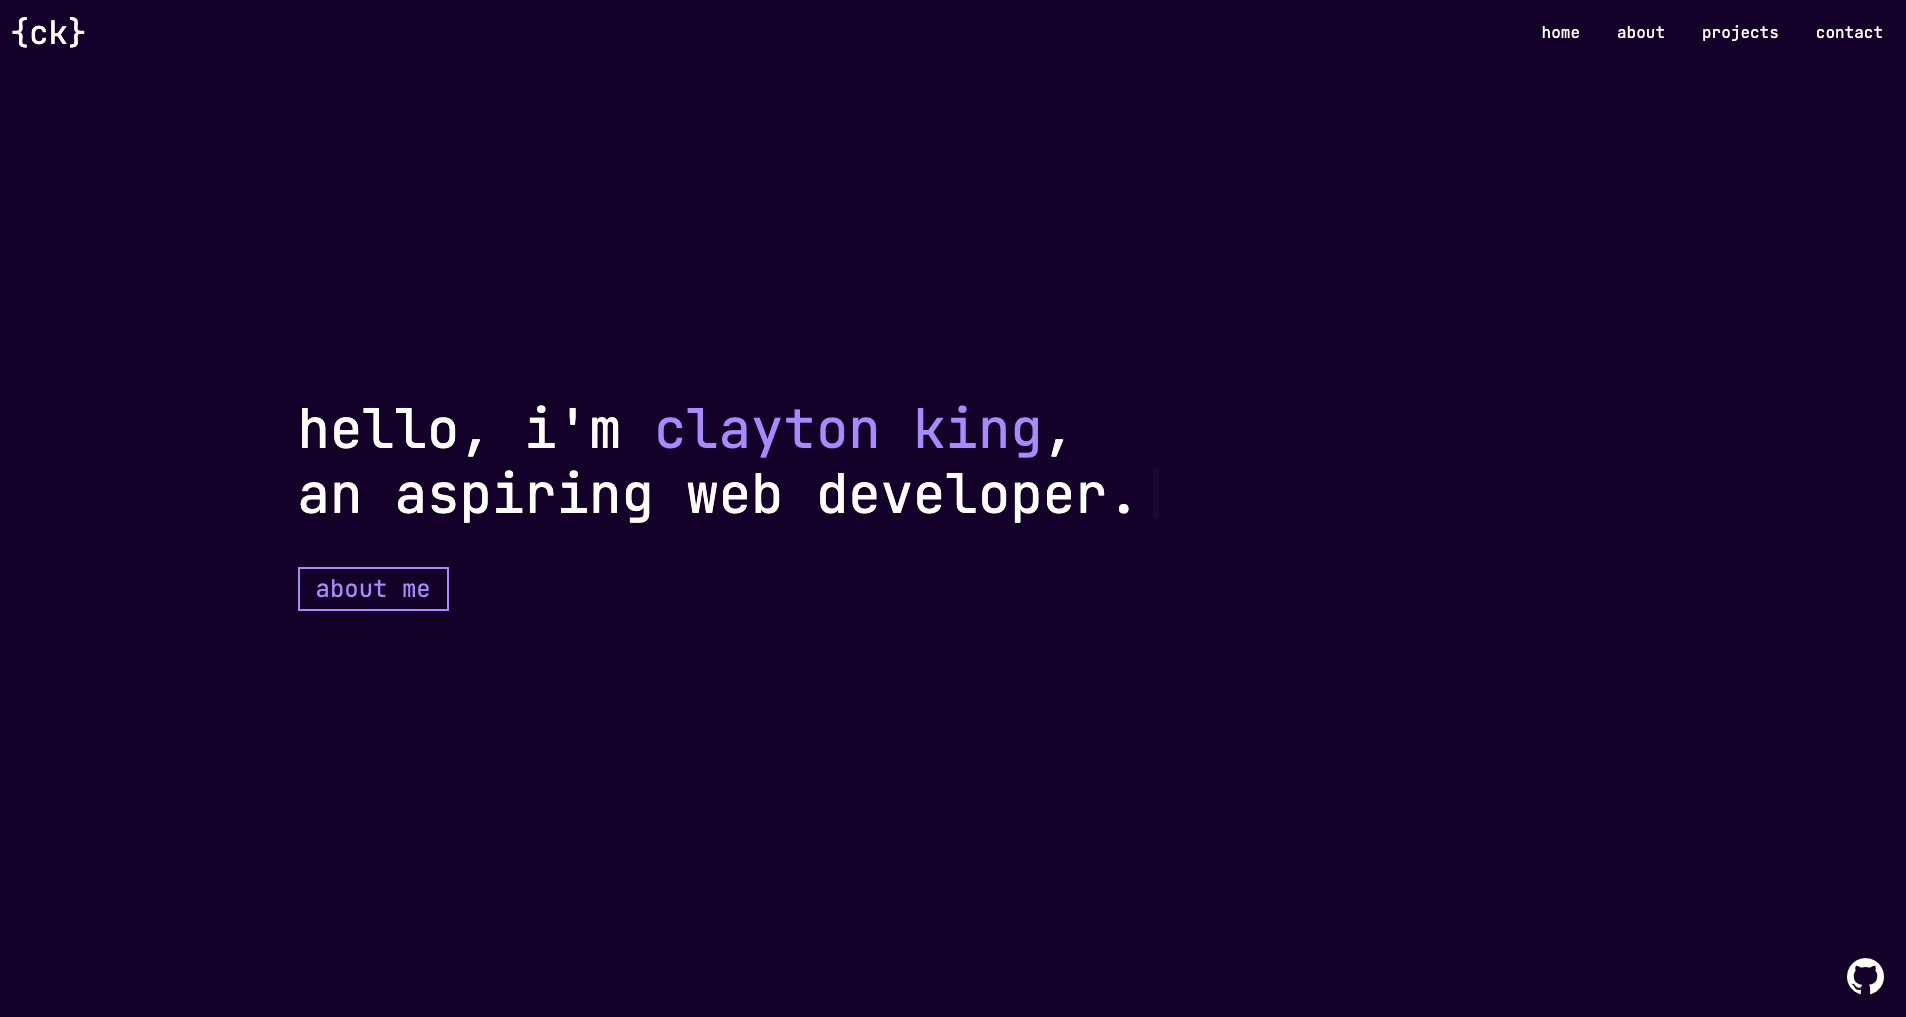 {ck}
home about projects contact
hello, i'm clayton king,
an aspiring web developer.
about me